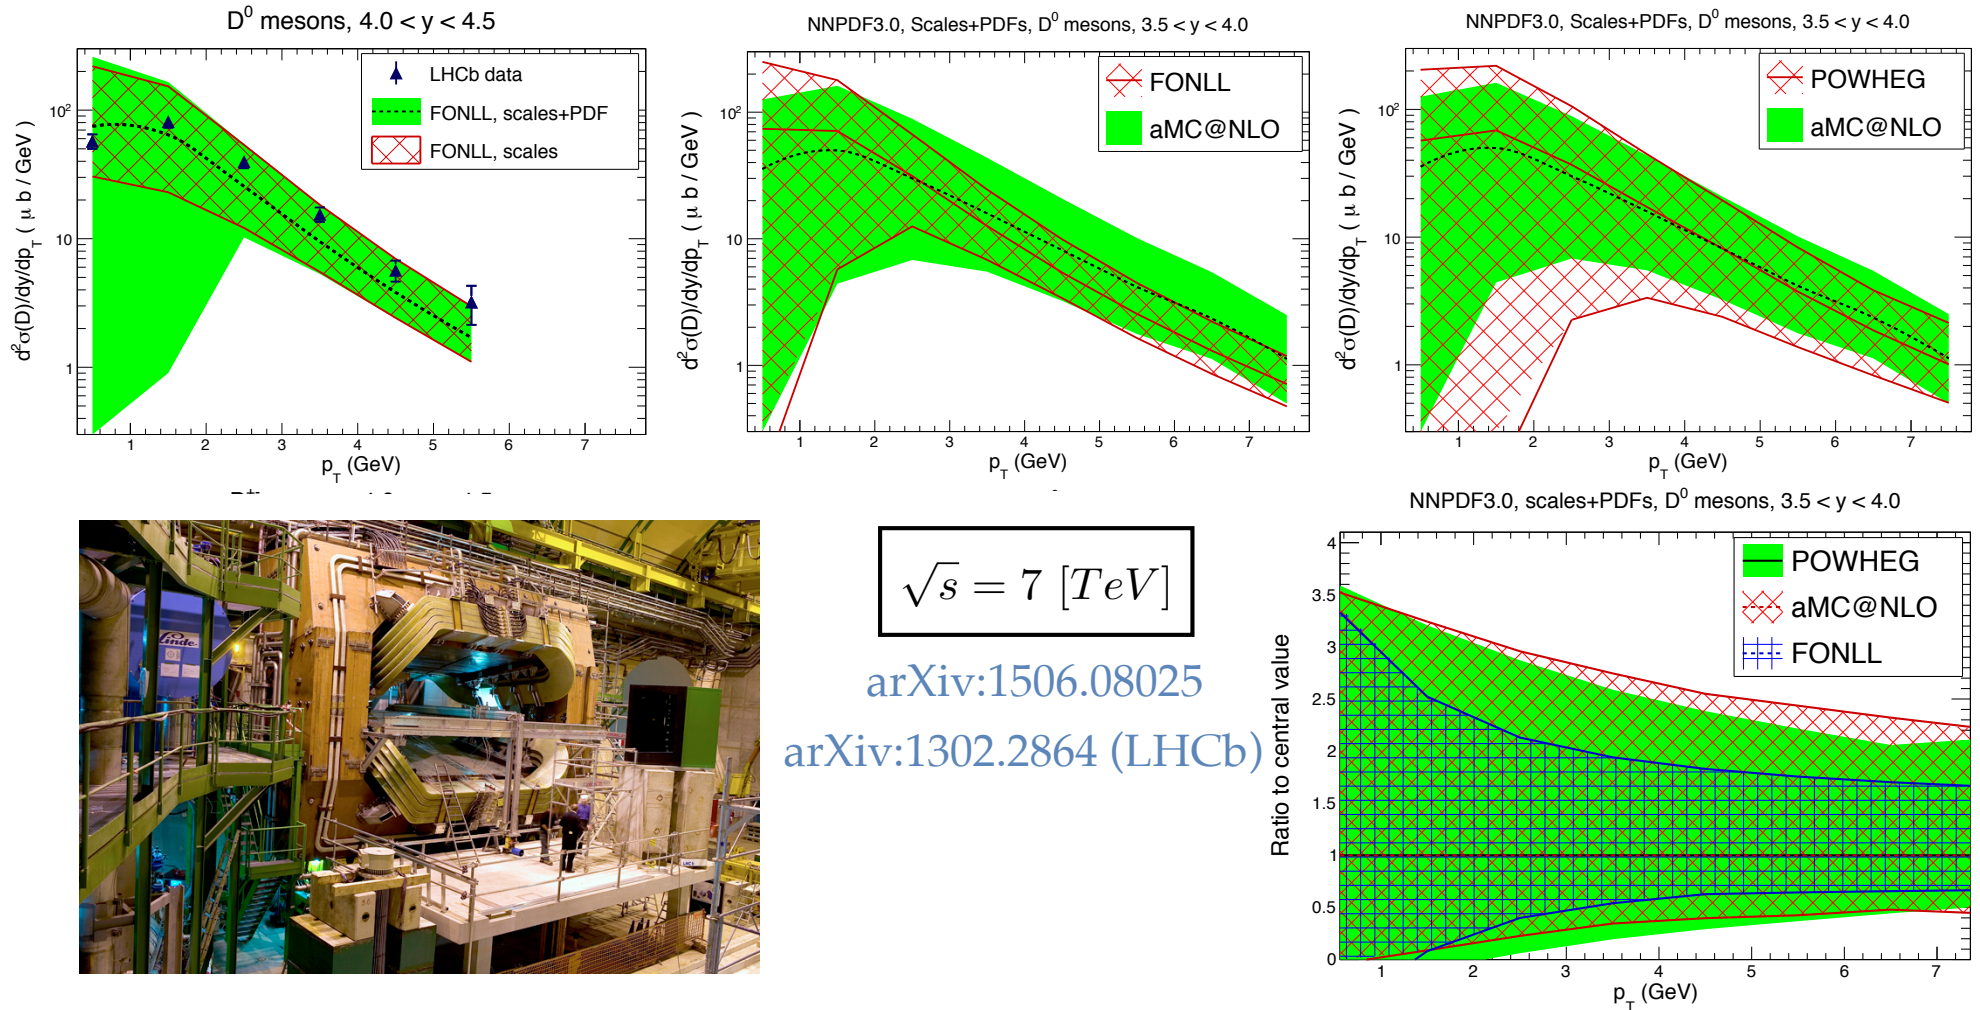 D⁰ mesons, 4.0 < y < 4.5
LHCb data
FONLL, scales+PDF
FONLL, scales
d²σ(D)/dy/dp_T ( μ b / GeV )
10²
10
1
1 2 3 4 5 6 7
p_T (GeV)
NNPDF3.0, Scales+PDFs, D⁰ mesons, 3.5 < y < 4.0
FONLL
aMC@NLO
d²σ(D)/dy/dp_T ( μ b / GeV )
10²
10
1
1 2 3 4 5 6 7
p_T (GeV)
NNPDF3.0, Scales+PDFs, D⁰ mesons, 3.5 < y < 4.0
POWHEG
aMC@NLO
d²σ(D)/dy/dp_T ( μ b / GeV )
10²
10
1
1 2 3 4 5 6 7
p_T (GeV)
Linde
√s = 7 [TeV]
arXiv:1506.08025
arXiv:1302.2864 (LHCb)
NNPDF3.0, scales+PDFs, D⁰ mesons, 3.5 < y < 4.0
POWHEG
aMC@NLO
FONLL
Ratio to central value
4
3.5
3
2.5
2
1.5
1
0.5
0
1 2 3 4 5 6 7
p_T (GeV)